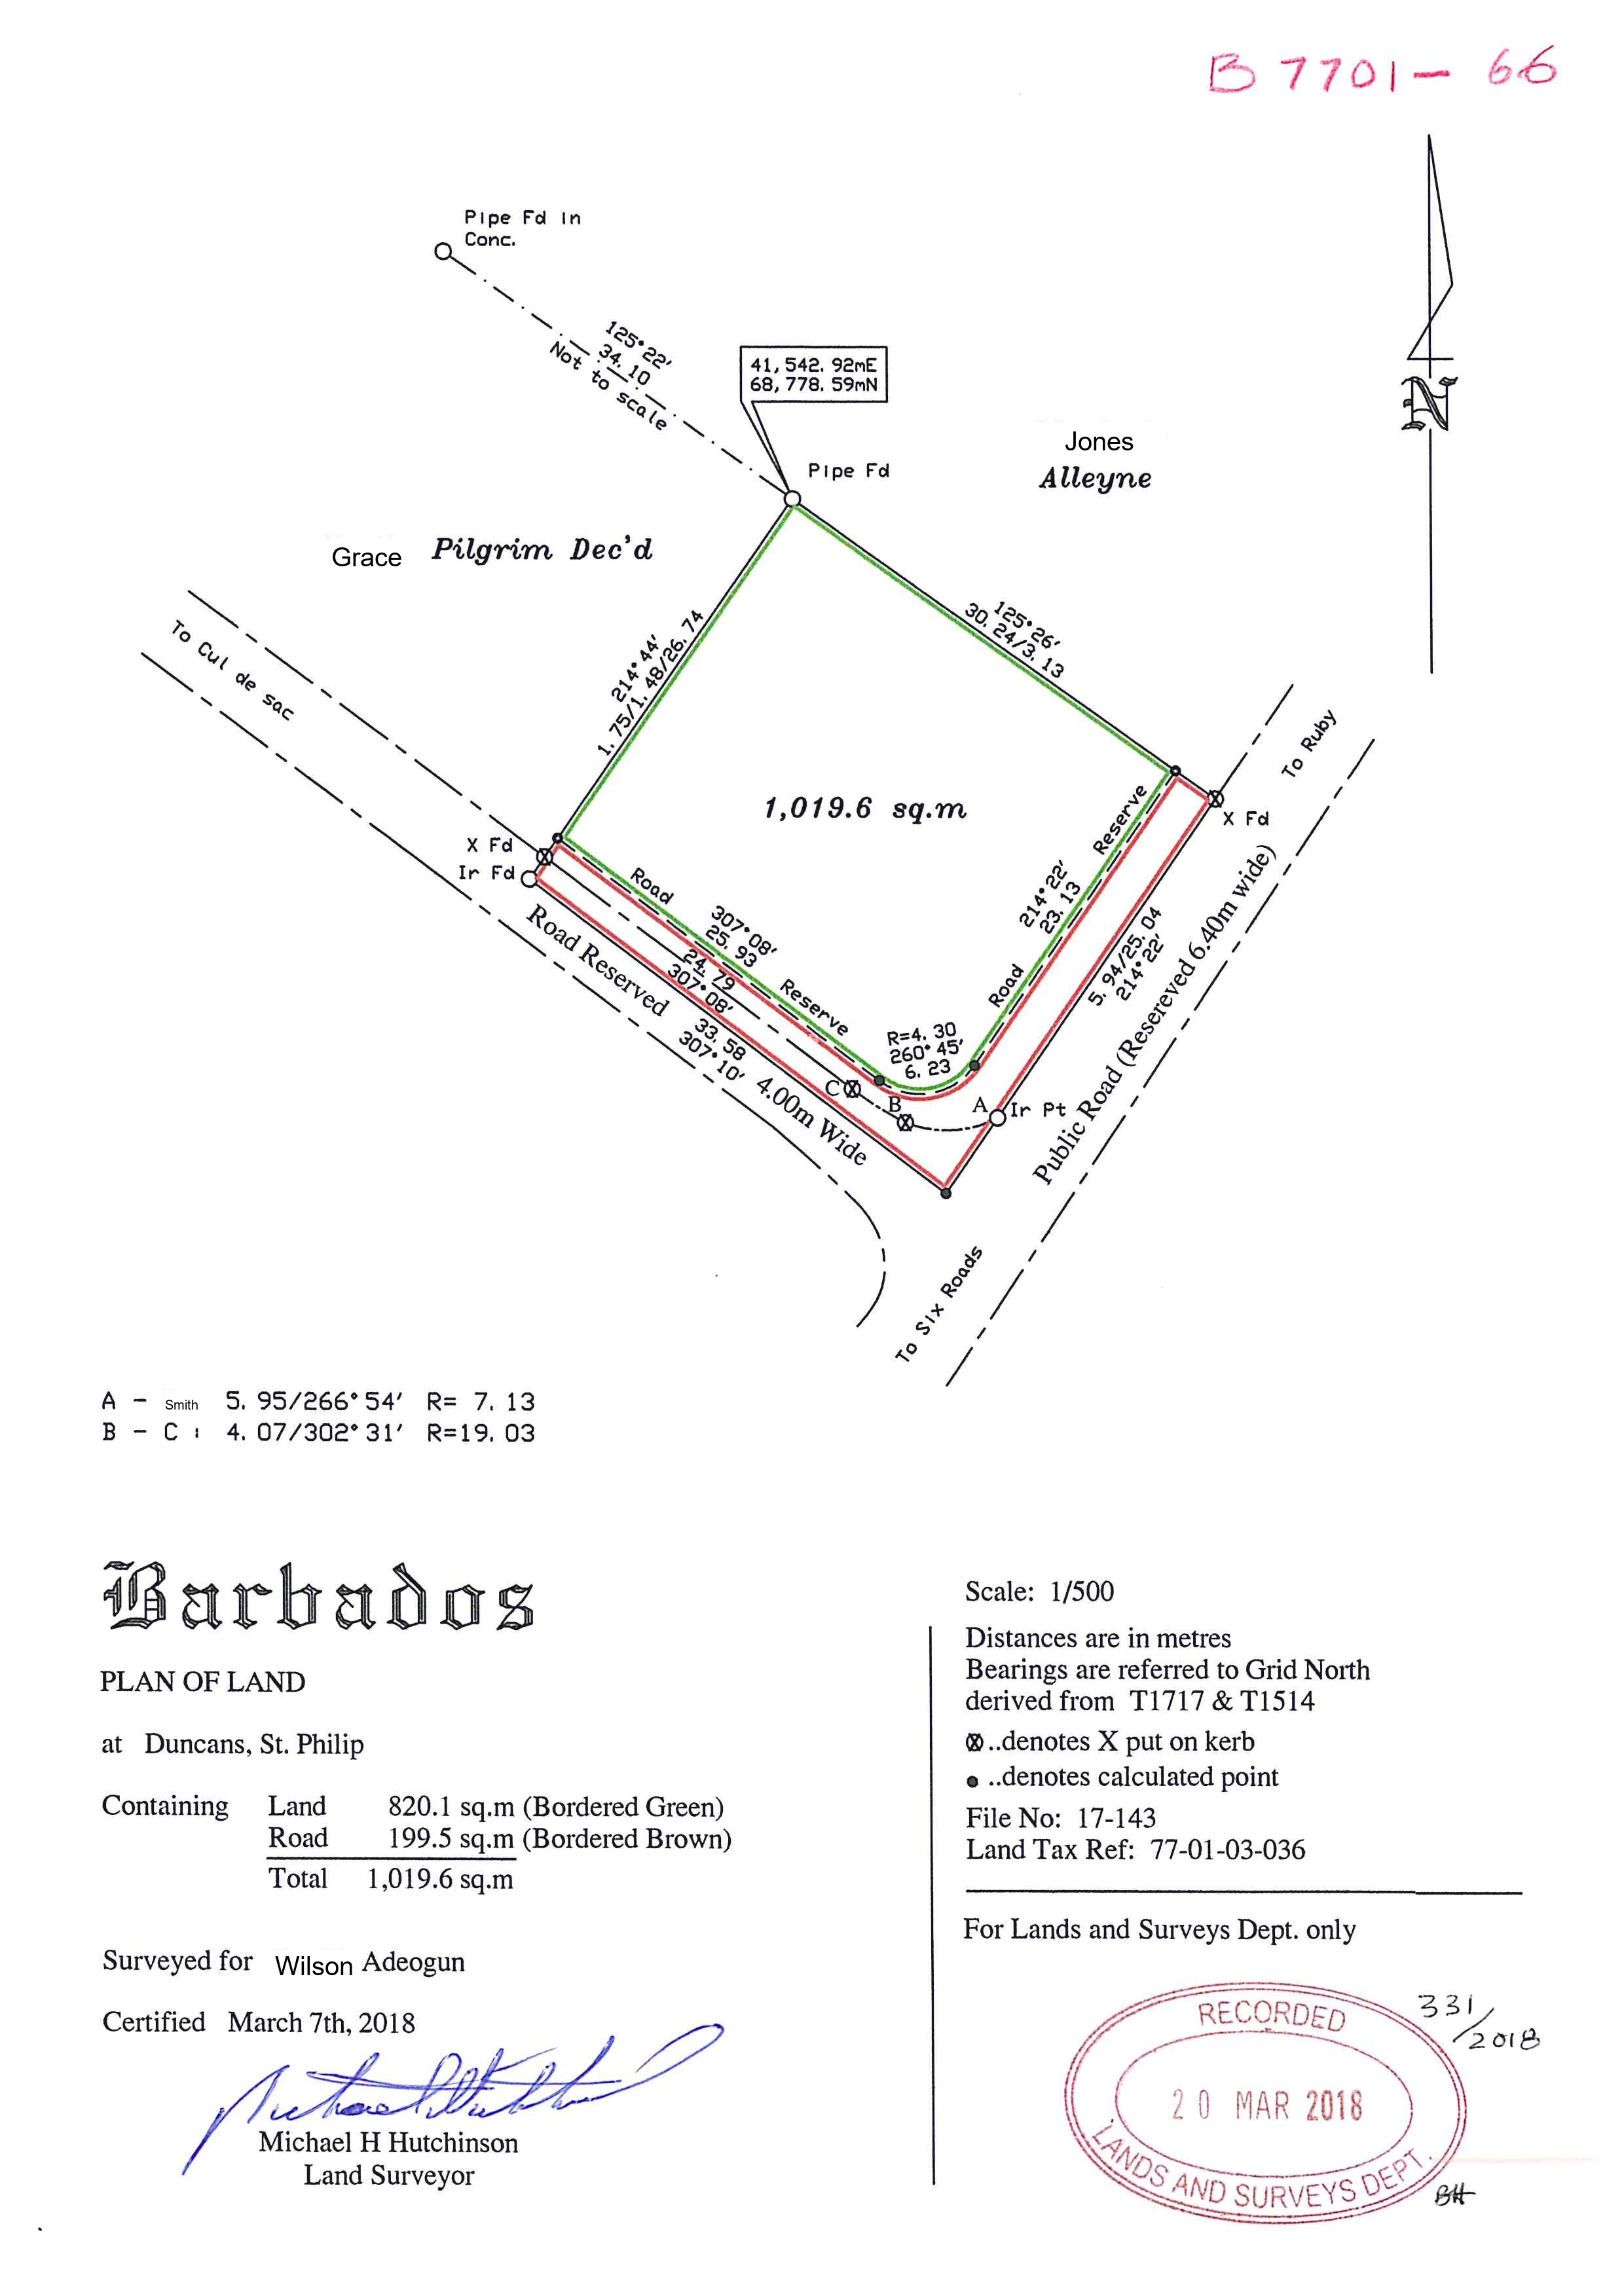 B 7701 - 66
Pipe Fd in
Conc.
125°22′
34.10
Not to scale
41,542.92mE
68,778.59mN
Pipe Fd
Jones
Alleyne
Grace Pilgrim Dec'd
To Cul de sac
214°44′
1.75/1.48/26.74
125°26′
30.24/3.13
To Ruby
1,019.6 sq.m
X Fd
X Fd
Ir Fd
Road Reserve
307°08′
25.93
24.79
307°08′
Road Reserve
214°22′
23.13
5.94/25.04
214°22′
Road Reserved 4.00m Wide
33.58
307°10′
R=4.30
260°45′
6.23
C
B
A
Ir Pt
Public Road (Resereved 6.40m wide)
To Six Roads
A - Smith 5.95/266°54′ R= 7.13
B - C : 4.07/302°31′ R=19.03
N
Barbados
PLAN OF LAND
at Duncans, St. Philip
Containing Land 820.1 sq.m (Bordered Green)
Road 199.5 sq.m (Bordered Brown)
Total 1,019.6 sq.m
Surveyed for Wilson Adeogun
Certified March 7th, 2018
Michael H Hutchinson
Land Surveyor
Scale: 1/500
Distances are in metres
Bearings are referred to Grid North
derived from T1717 & T1514
..denotes X put on kerb
..denotes calculated point
File No: 17-143
Land Tax Ref: 77-01-03-036
For Lands and Surveys Dept. only
RECORDED
20 MAR 2018
LANDS AND SURVEYS DEPT.
331/2018
BH